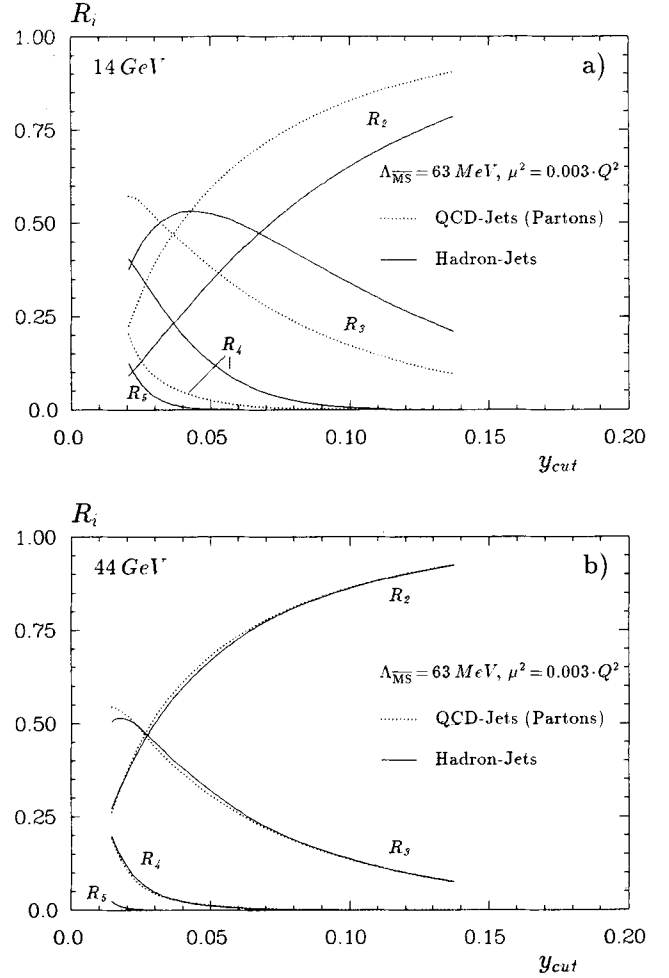 R_i
1.00
14 GeV
a)
R_2
0.75
Λ_MS̅ = 63 MeV, μ² = 0.003·Q²
QCD-Jets (Partons)
0.50
Hadron-Jets
R_3
0.25
R_4
R_5
0.0
0.0 0.05 0.10 0.15 0.20
y_cut
R_i
1.00
44 GeV
b)
R_2
0.75
Λ_MS̅ = 63 MeV, μ² = 0.003·Q²
QCD-Jets (Partons)
0.50
Hadron-Jets
0.25
R_3
R_4
R_5
0.0
0.0 0.05 0.10 0.15 0.20
y_cut